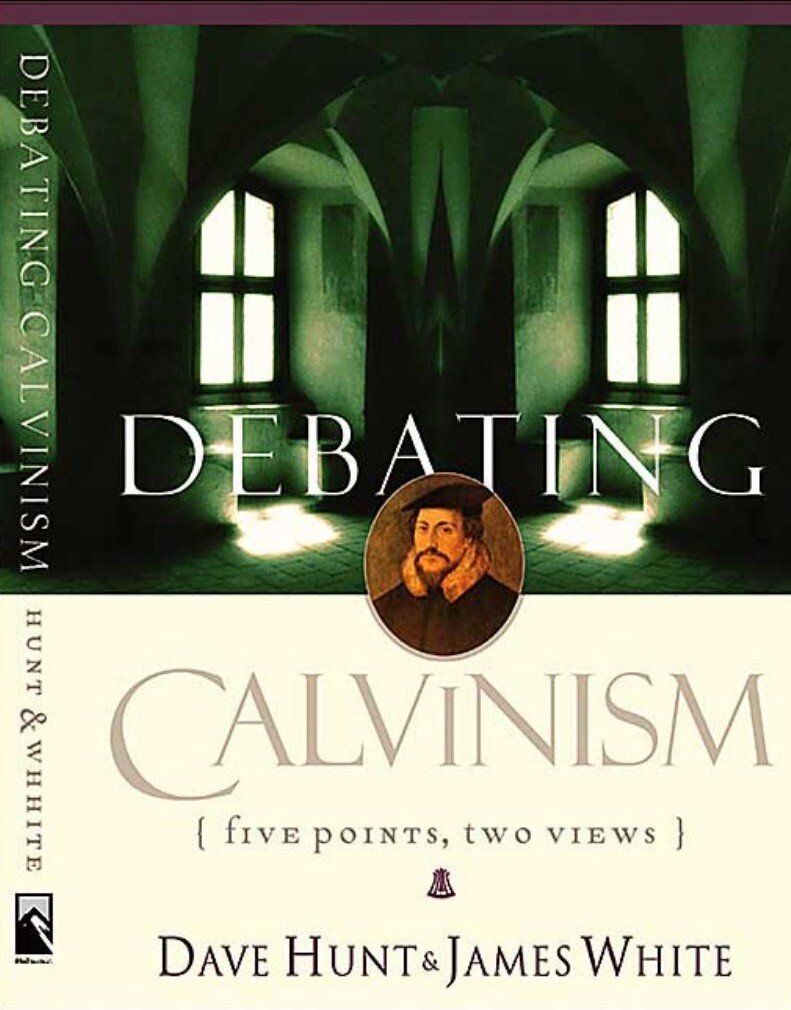 DEBATING CALVINISM HUNT & WHITE
DEBATING
CALVINISM
{ FIVE POINTS, TWO VIEWS }
DAVE HUNT & JAMES WHITE